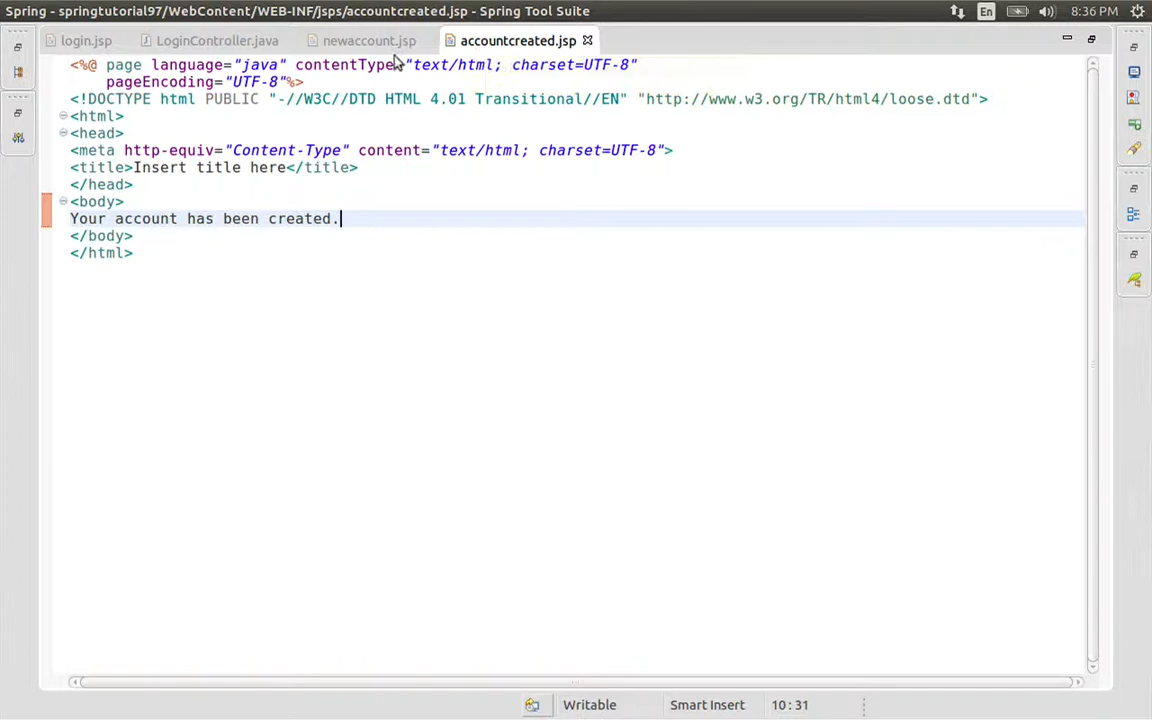 Spring - springtutorial97/WebContent/WEB-INF/jsps/accountcreated.jsp - Spring Tool Suite
En
8:36 PM
login.jsp
LoginController.java
newaccount.jsp
accountcreated.jsp
<%@ page language="java" contentType="text/html; charset=UTF-8"
pageEncoding="UTF-8"%>
<!DOCTYPE html PUBLIC "-//W3C//DTD HTML 4.01 Transitional//EN" "http://www.w3.org/TR/html4/loose.dtd">
<html>
<head>
<meta http-equiv="Content-Type" content="text/html; charset=UTF-8">
<title>Insert title here</title>
</head>
<body>
Your account has been created.
</body>
</html>
Writable
Smart Insert
10:31